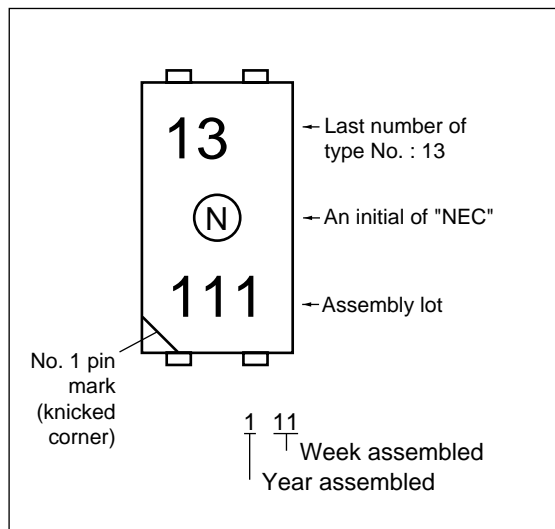 13
Last number of
type No. : 13
N
An initial of "NEC"
111
Assembly lot
No. 1 pin
mark
(knicked
corner)
1 11
Week assembled
Year assembled